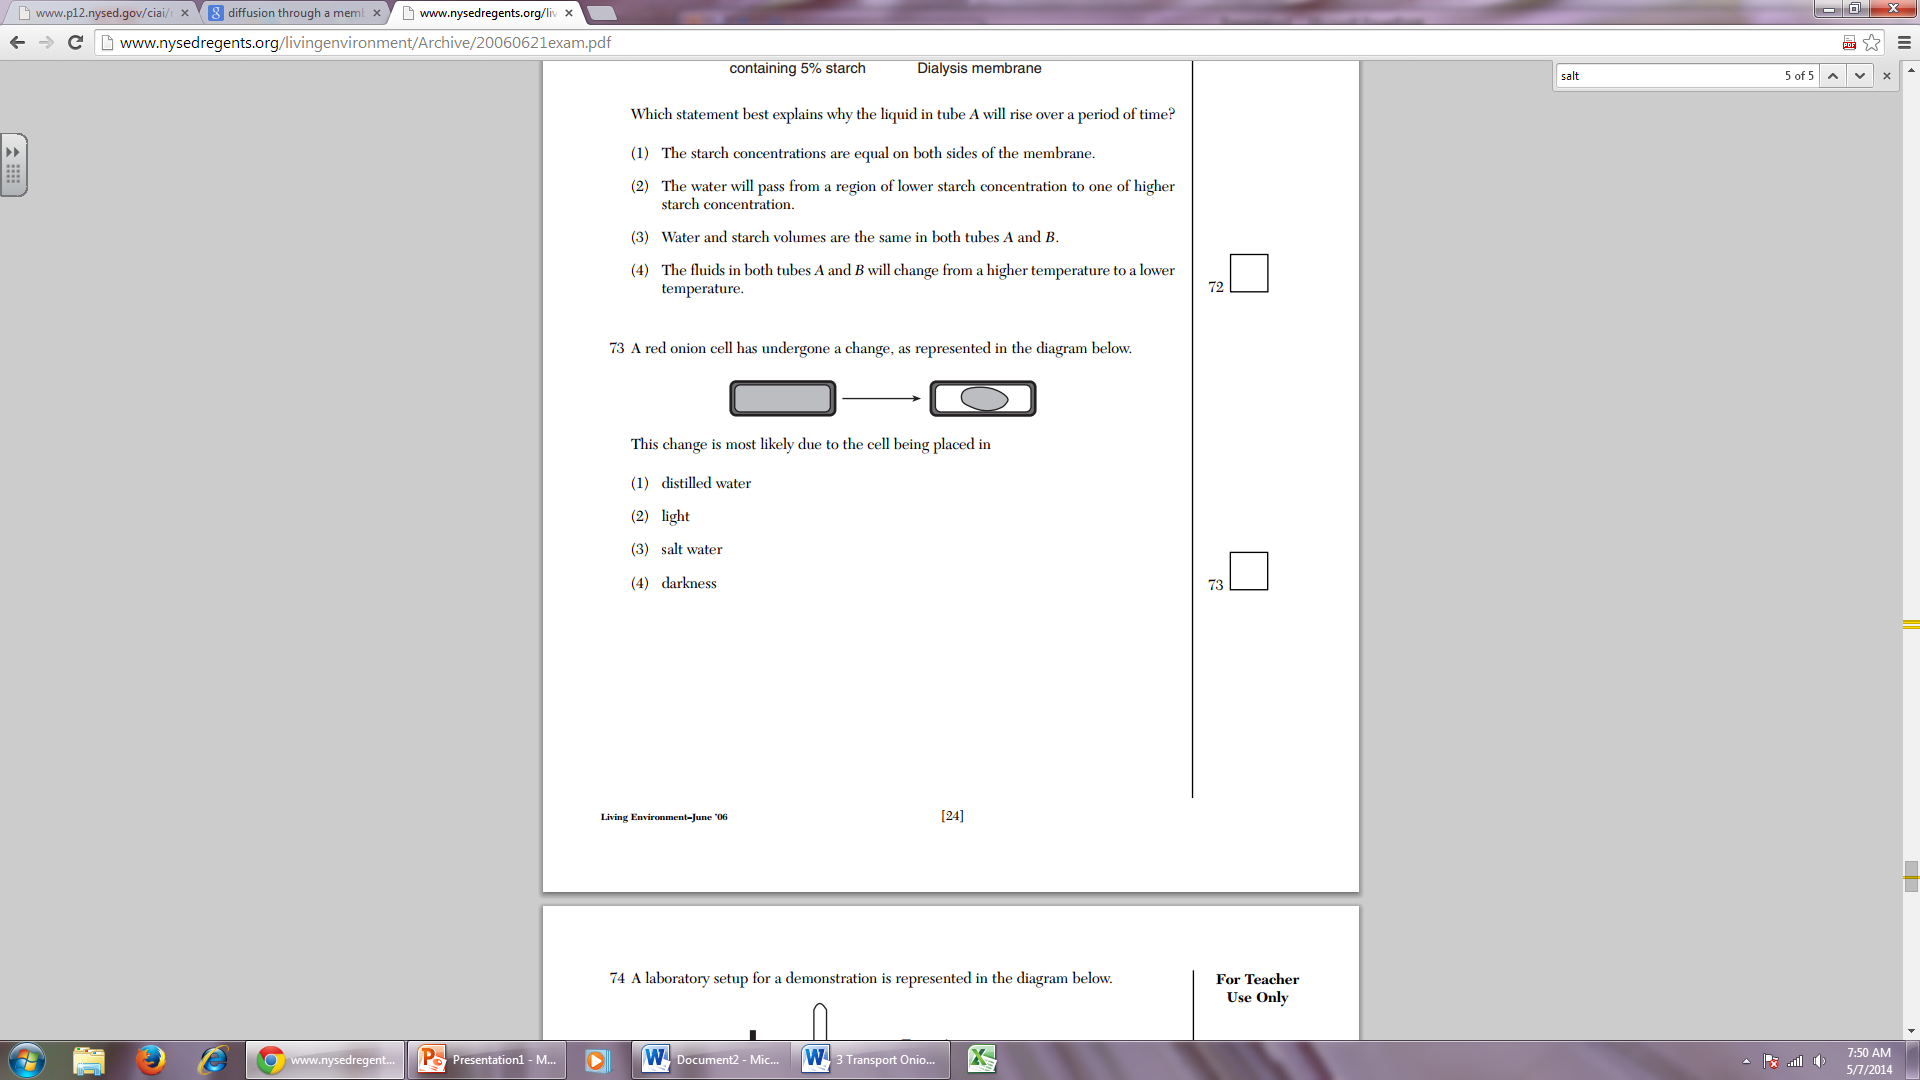 www.p12.nysed.gov/ciai/
diffusion through a mem
www.nysedregents.org/liv
www.nysedregents.org/livingenvironment/Archive/20060621exam.pdf
salt
5 of 5
containing 5% starch Dialysis membrane
Which statement best explains why the liquid in tube A will rise over a period of time?
(1) The starch concentrations are equal on both sides of the membrane.
(2) The water will pass from a region of lower starch concentration to one of higher
starch concentration.
(3) Water and starch volumes are the same in both tubes A and B.
(4) The fluids in both tubes A and B will change from a higher temperature to a lower
temperature.
72
73 A red onion cell has undergone a change, as represented in the diagram below.
This change is most likely due to the cell being placed in
(1) distilled water
(2) light
(3) salt water
(4) darkness
73
Living Environment–June ’06
[24]
74 A laboratory setup for a demonstration is represented in the diagram below.
For Teacher
Use Only
www.nysedregent...
Presentation1 - M...
Document2 - Mic...
3 Transport Onio...
7:50 AM
5/7/2014